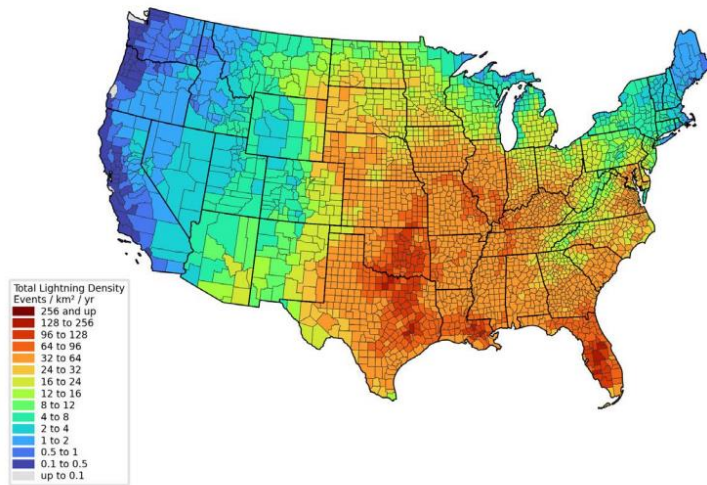 Total Lightning Density
Events / km² / yr
256 and up
128 to 256
96 to 128
64 to 96
32 to 64
24 to 32
16 to 24
12 to 16
8 to 12
4 to 8
2 to 4
1 to 2
0.5 to 1
0.1 to 0.5
up to 0.1